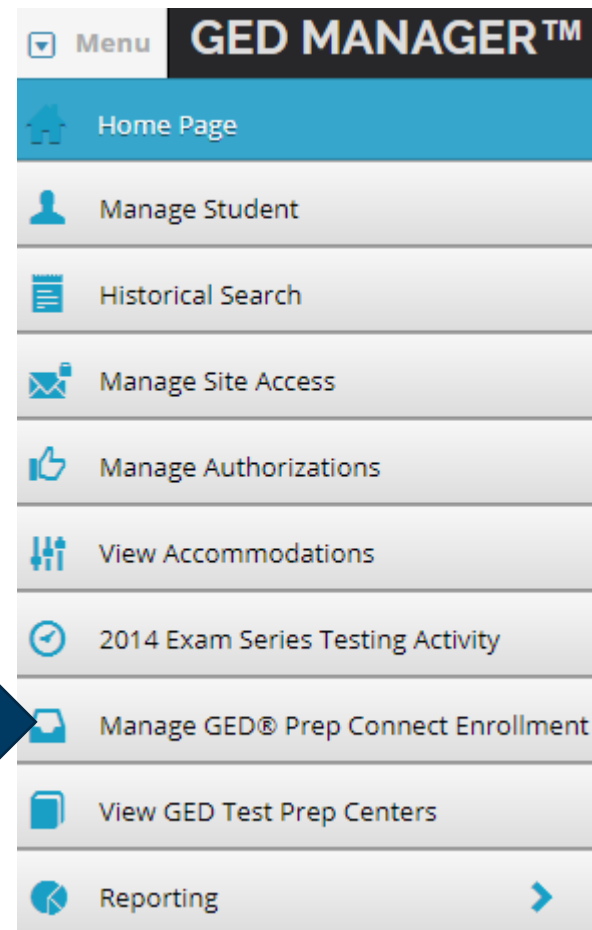 Menu GED MANAGER™
Home Page
Manage Student
Historical Search
Manage Site Access
Manage Authorizations
View Accommodations
2014 Exam Series Testing Activity
Manage GED® Prep Connect Enrollment
View GED Test Prep Centers
Reporting